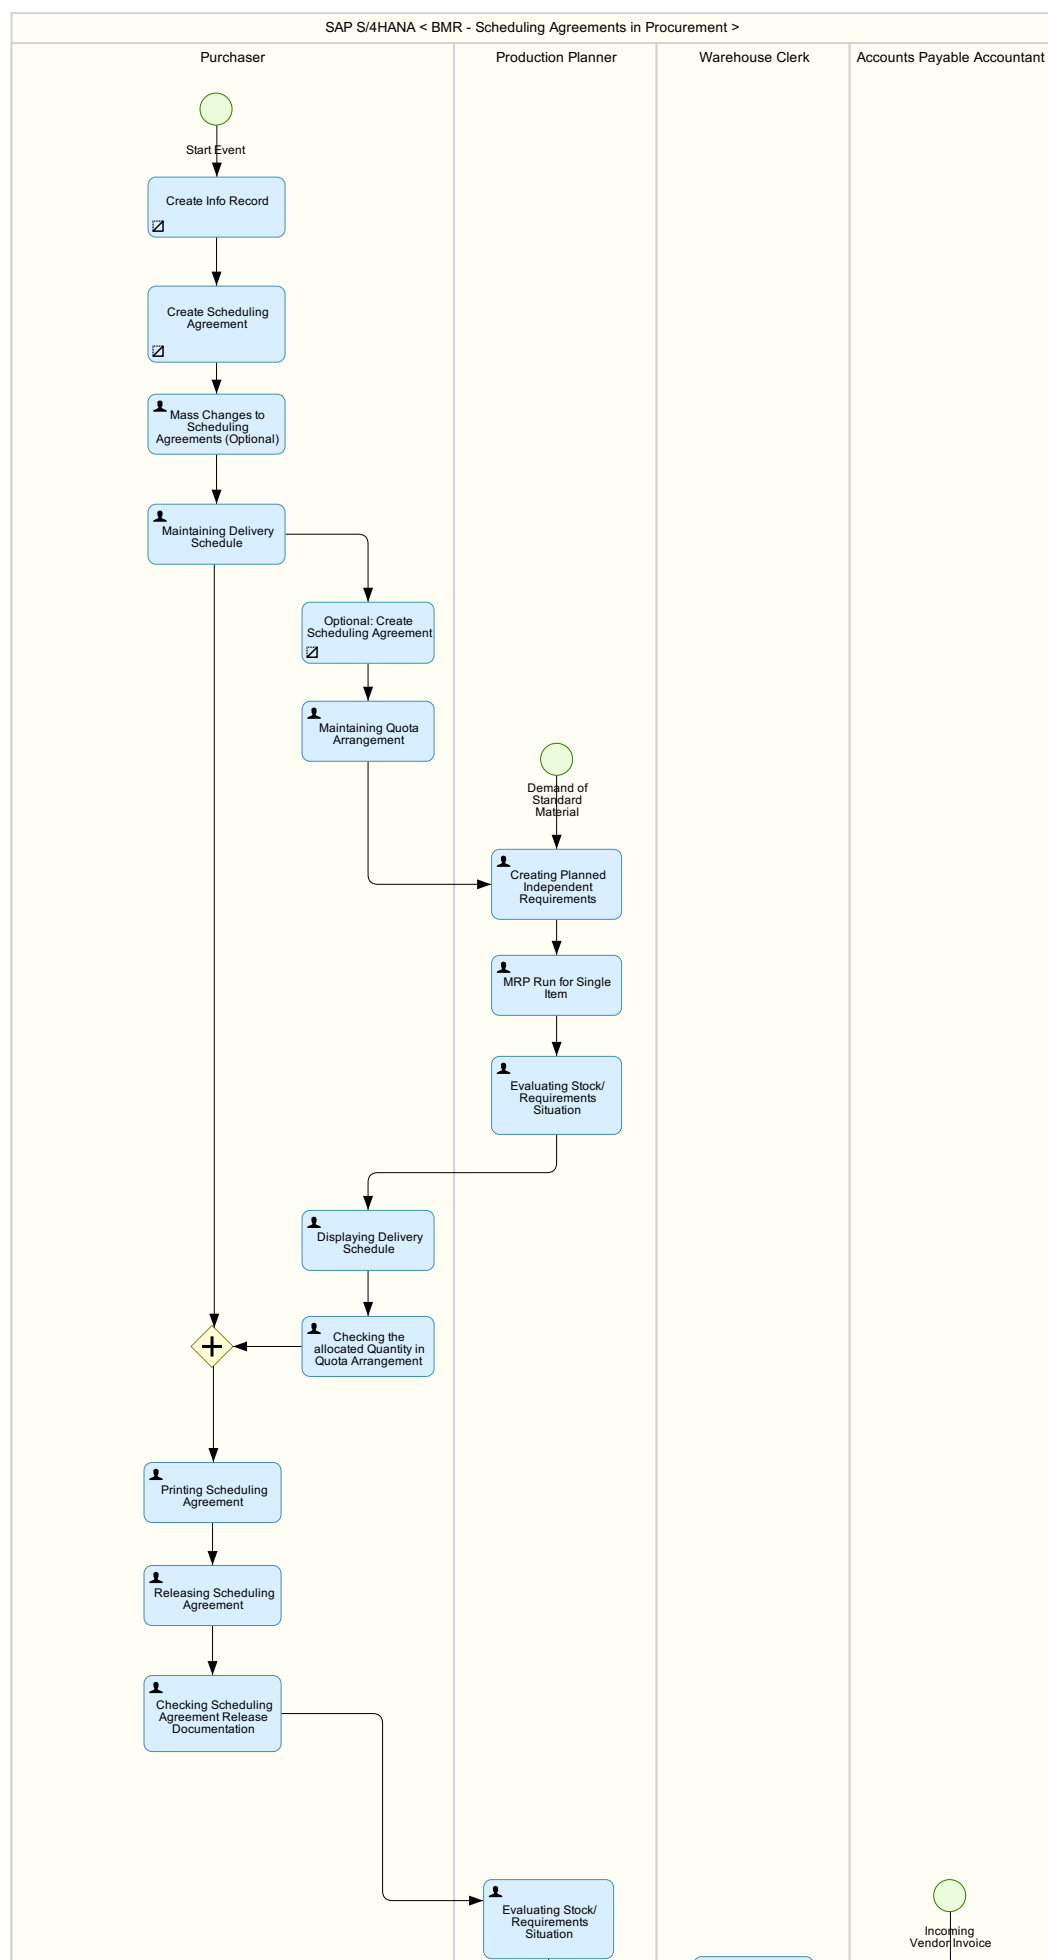 SAP S/4HANA < BMR - Scheduling Agreements in Procurement >
Purchaser
Production Planner
Warehouse Clerk
Accounts Payable Accountant
Start Event
Create Info Record
Create Scheduling
Agreement
Mass Changes to
Scheduling
Agreements (Optional)
Maintaining Delivery
Schedule
Optional: Create
Scheduling Agreement
Maintaining Quota
Arrangement
Demand of
Standard
Material
Creating Planned
Independent
Requirements
MRP Run for Single
Item
Evaluating Stock/
Requirements
Situation
Displaying Delivery
Schedule
Checking the
allocated Quantity in
Quota Arrangement
Printing Scheduling
Agreement
Releasing Scheduling
Agreement
Checking Scheduling
Agreement Release
Documentation
Evaluating Stock/
Requirements
Situation
Incoming
Vendor Invoice